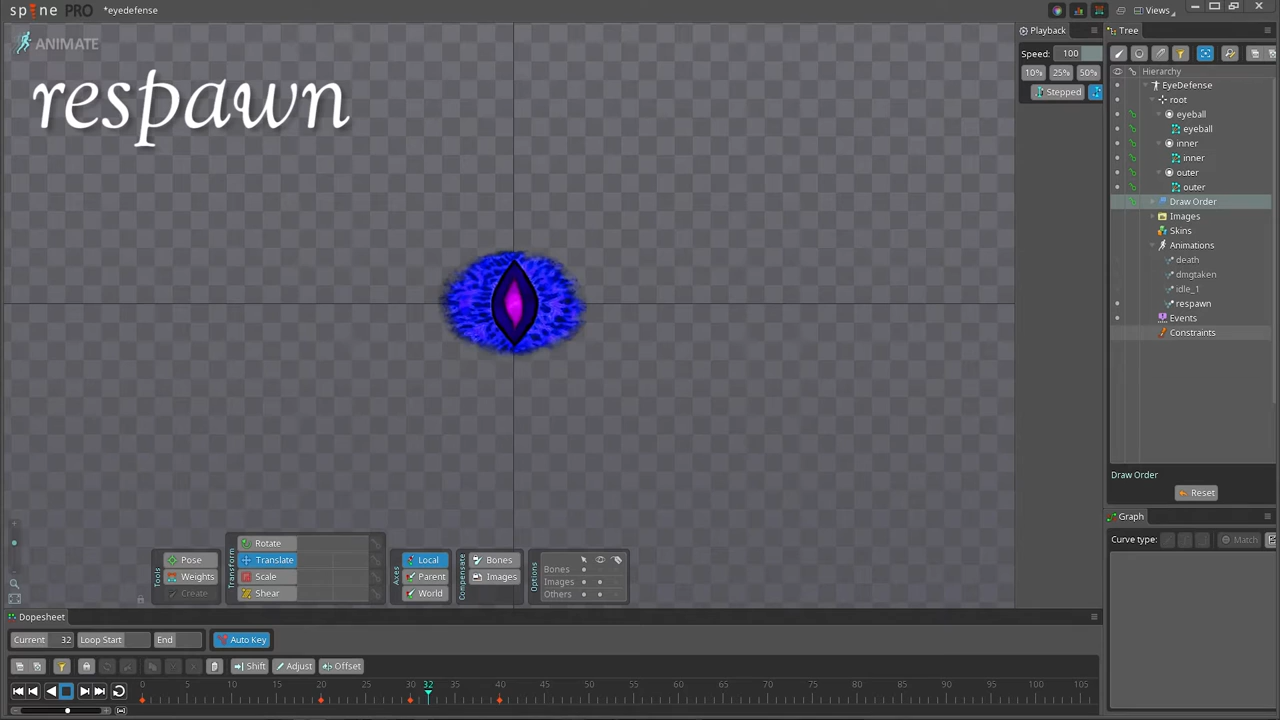 spine PRO *eyedefense
Views
ANIMATE
respawn
Playback
Speed: 100
10% 25% 50%
Stepped
Tree
Hierarchy
EyeDefense
root
eyeball
eyeball
inner
inner
outer
outer
Draw Order
Images
Skins
Animations
death
dmgtaken
idle_1
respawn
Events
Constraints
Draw Order
Reset
Graph
Curve type: Match
Tools
Pose
Weights
Create
Transform
Rotate
Translate
Scale
Shear
Axes
Local
Parent
World
Compensate
Bones
Images
Options
Bones
Images
Others
Dopesheet
Current 32 Loop Start End Auto Key
Shift Adjust Offset
0 5 10 15 20 25 30 32 35 40 45 50 55 60 65 70 75 80 85 90 95 100 105